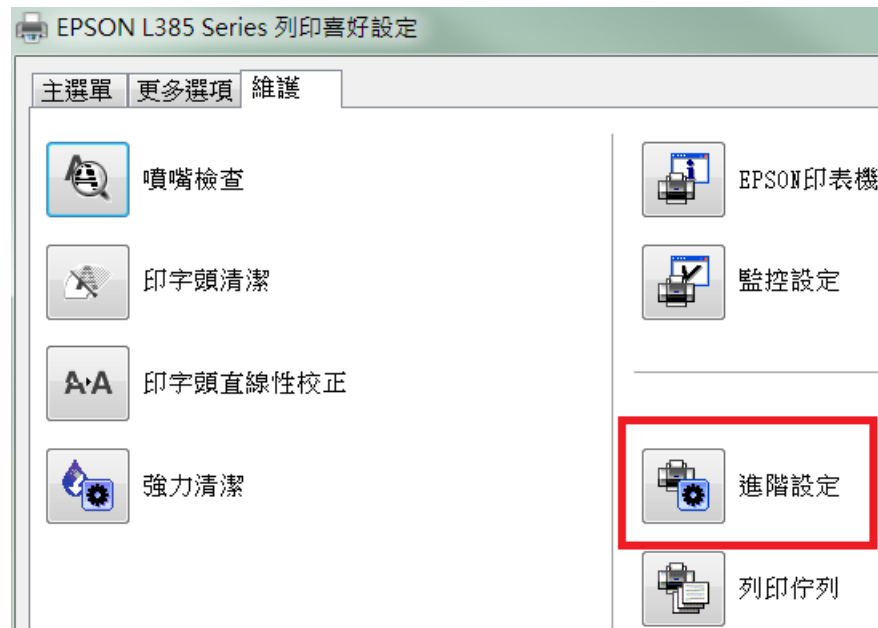 EPSON L385 Series 列印喜好設定
主選單 更多選項 維護
噴嘴檢查
印字頭清潔
A·A 印字頭直線性校正
強力清潔
EPSON印表機
監控設定
進階設定
列印佇列